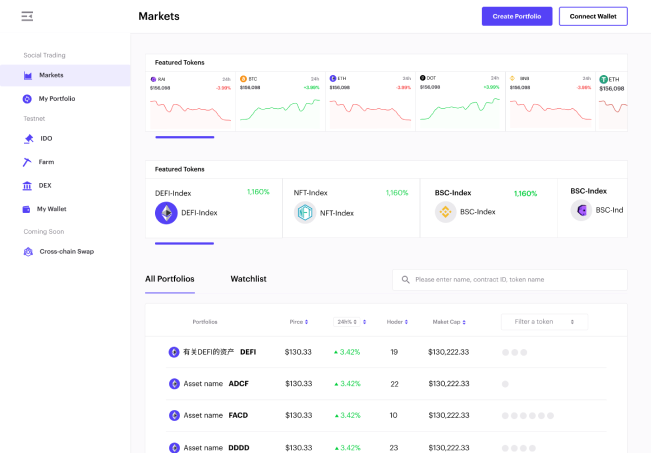 Markets
Create Portfolio
Connect Wallet
Social Trading
Markets
My Portfolio
Testnet
IDO
Farm
DEX
My Wallet
Coming Soon
Cross-chain Swap
Featured Tokens
RAI 24h
$156,098 -3.99%
BTC 24h
$156,098 +3.99%
ETH 24h
$156,098 -3.99%
DOT 24h
$156,098 +3.99%
BNB 24h
$156,098 -3.99%
ETH
$156,098
Featured Tokens
DEFI-Index 1,160%
DEFI-Index
NFT-Index 1,160%
NFT-Index
BSC-Index 1,160%
BSC-Index
BSC-Index
BSC-Ind
All Portfolios
Watchlist
Please enter name, contract ID, token name
Portfolios Pirce 24h% Hoder Maket Cap Filter a token
有关DEFI的资产 DEFI $130.33 3.42% 19 $130,222.33
Asset name ADCF $130.33 3.42% 22 $130,222.33
Asset name FACD $130.33 3.42% 10 $130,222.33
Asset name DDDD $130.33 3.42% 23 $130,222.33